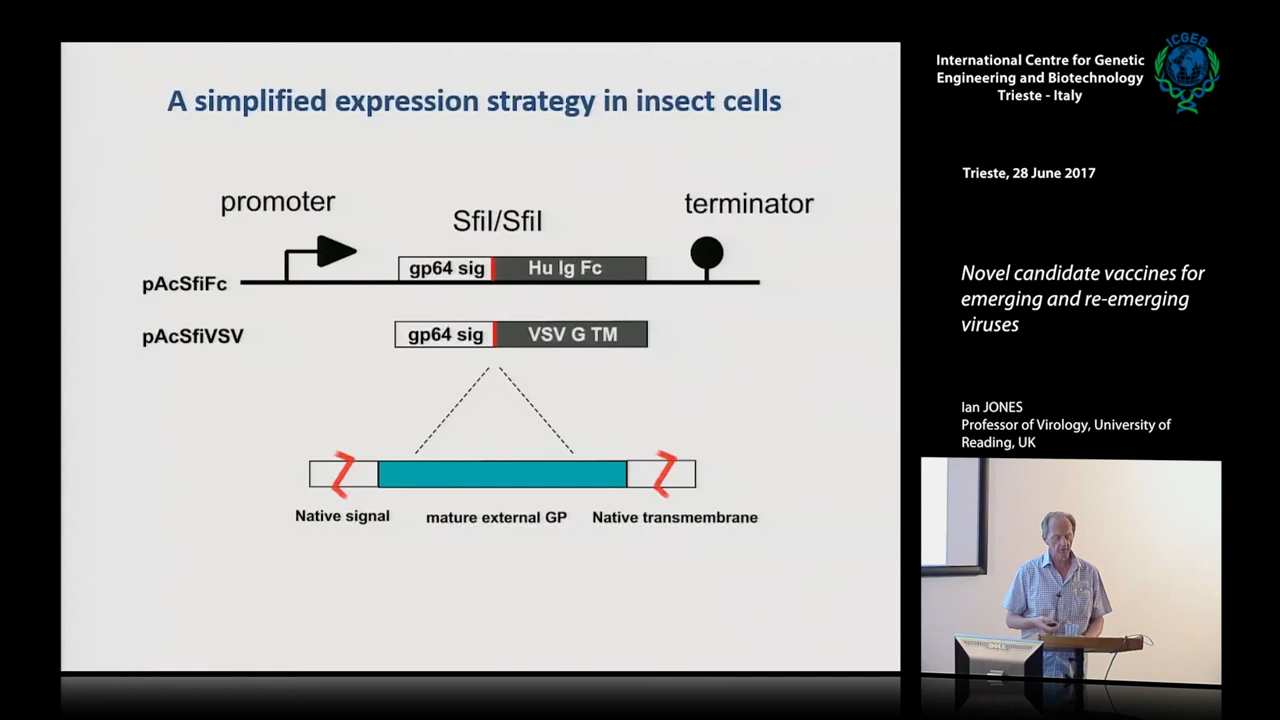 A simplified expression strategy in insect cells
promoter
SfiI/SfiI
terminator
gp64 sig
Hu Ig Fc
pAcSfiFc
pAcSfiVSV
gp64 sig
VSV G TM
Native signal
mature external GP
Native transmembrane
International Centre for Genetic
Engineering and Biotechnology
Trieste - Italy
ICGEB
Trieste, 28 June 2017
Novel candidate vaccines for
emerging and re-emerging
viruses
Ian JONES
Professor of Virology, University of
Reading, UK